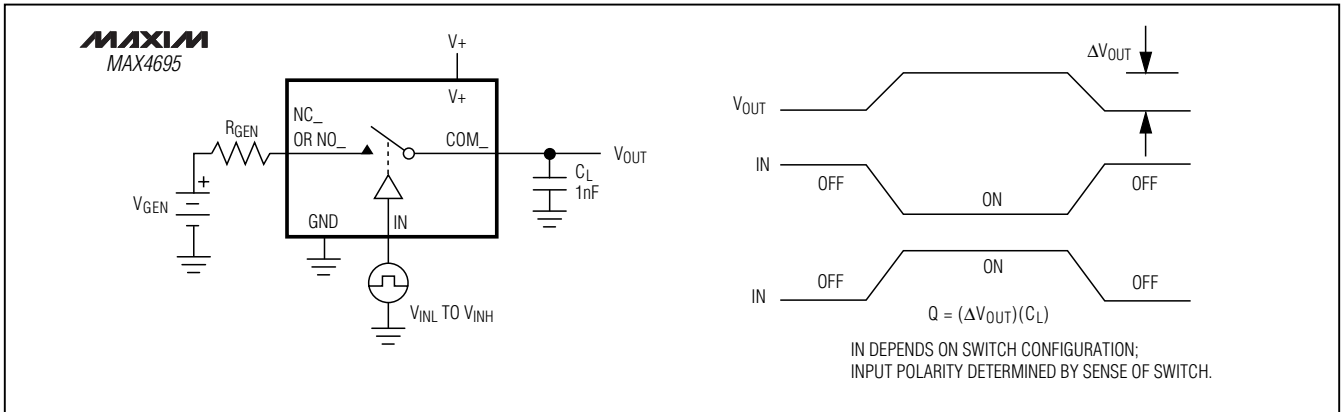 MAXIM
MAX4695
V+
V+
NC_
OR NO_
COM_
RGEN
VGEN
+
GND
IN
VOUT
CL
1nF
VINL TO VINH
ΔVOUT
VOUT
IN
OFF
ON
OFF
IN
OFF
ON
OFF
Q = (ΔVOUT)(CL)
IN DEPENDS ON SWITCH CONFIGURATION;
INPUT POLARITY DETERMINED BY SENSE OF SWITCH.